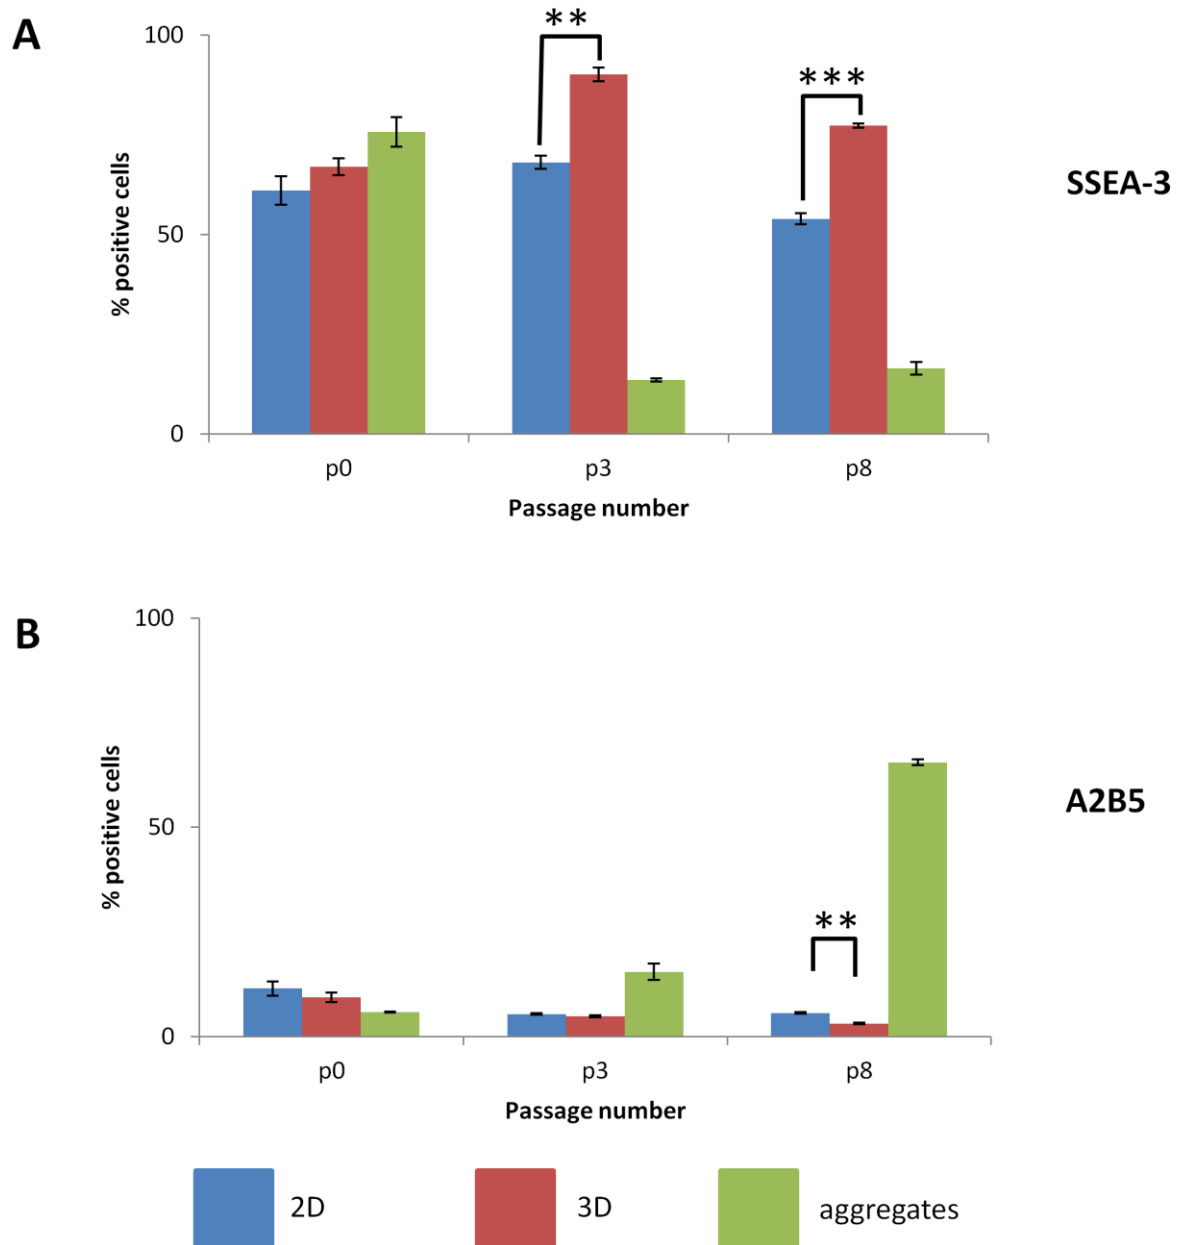 A
100
50
0
% positive cells
**
***
SSEA-3
p0 p3 p8
Passage number
B
100
50
0
% positive cells
**
A2B5
p0 p3 p8
Passage number
2D 3D aggregates